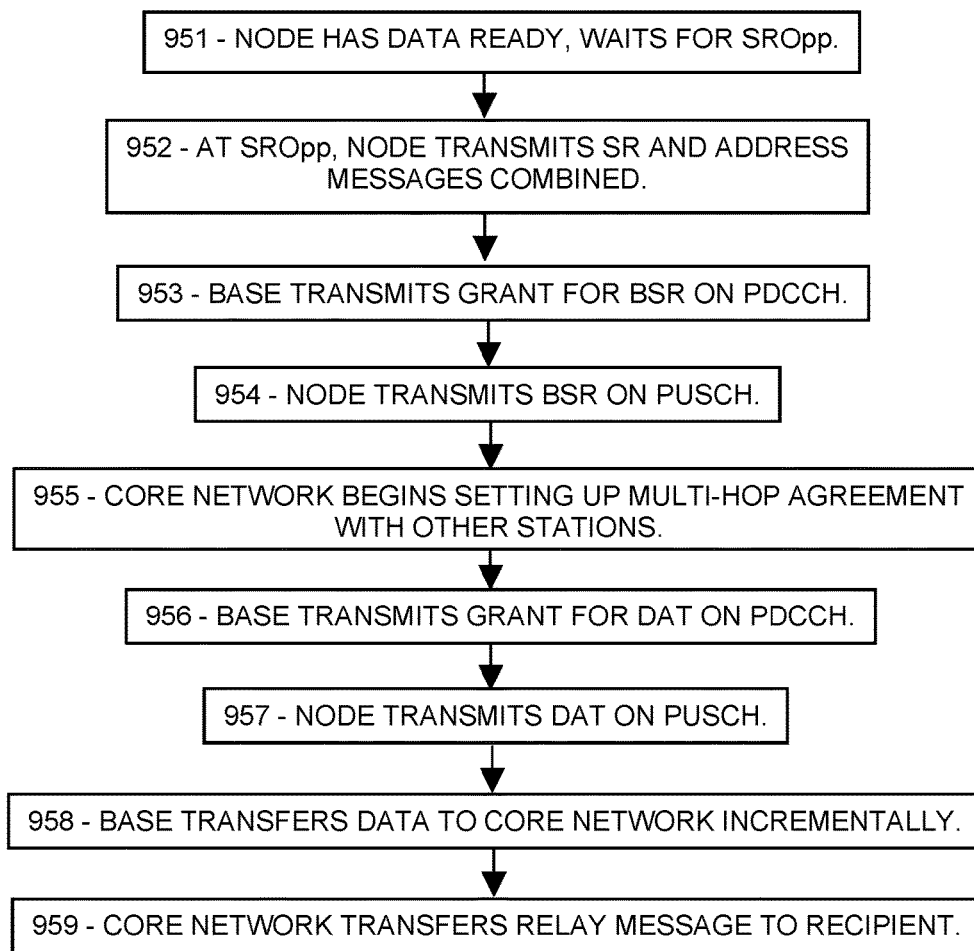 951 - NODE HAS DATA READY, WAITS FOR SROpp.
952 - AT SROpp, NODE TRANSMITS SR AND ADDRESS
MESSAGES COMBINED.
953 - BASE TRANSMITS GRANT FOR BSR ON PDCCH.
954 - NODE TRANSMITS BSR ON PUSCH.
955 - CORE NETWORK BEGINS SETTING UP MULTI-HOP AGREEMENT
WITH OTHER STATIONS.
956 - BASE TRANSMITS GRANT FOR DAT ON PDCCH.
957 - NODE TRANSMITS DAT ON PUSCH.
958 - BASE TRANSFERS DATA TO CORE NETWORK INCREMENTALLY.
959 - CORE NETWORK TRANSFERS RELAY MESSAGE TO RECIPIENT.